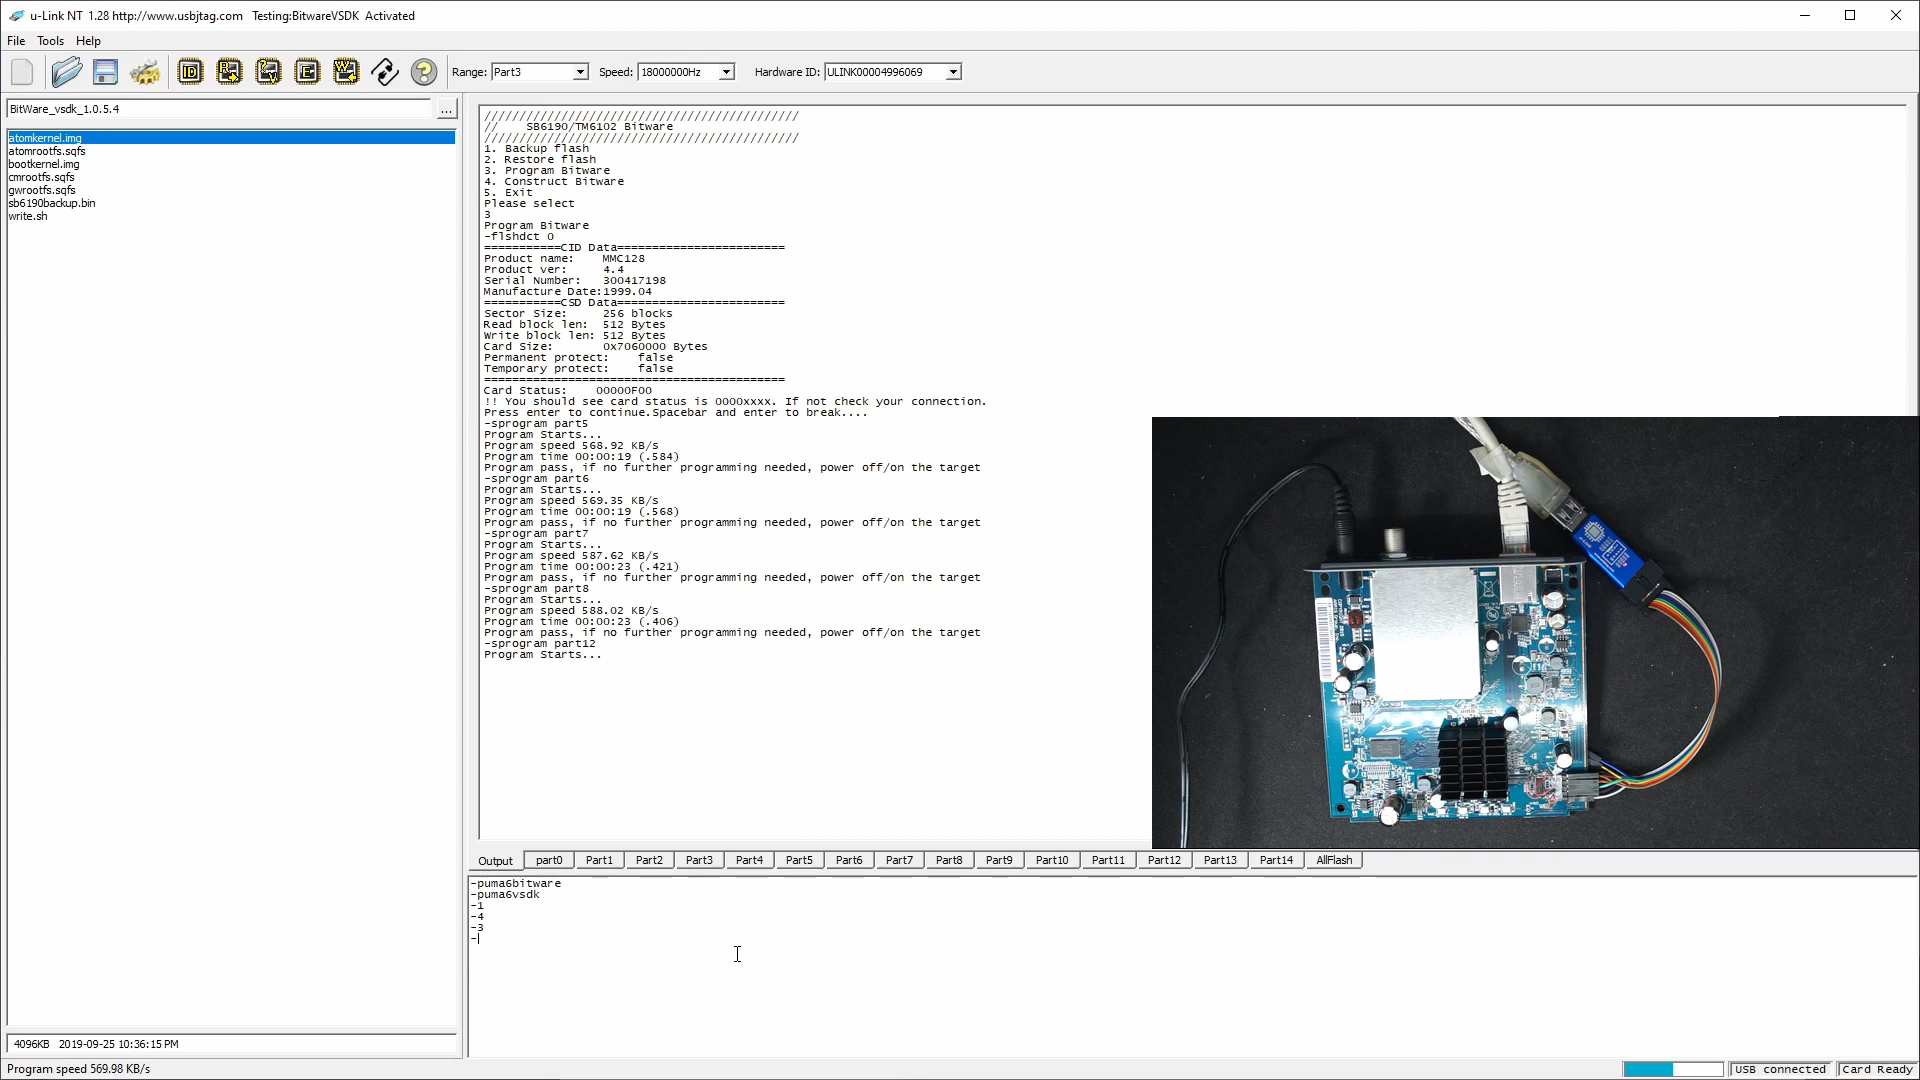 u-Link NT 1.28 http://www.usbjtag.com Testing:BitwareVSDK Activated
File Tools Help
Range: Part3 Speed: 18000000Hz Hardware ID: ULINK00004996069
BitWare_vsdk_1.0.5.4 ...
atomkernel.img
atomrootfs.sqfs
bootkernel.img
cmrootfs.sqfs
gwrootfs.sqfs
sb6190backup.bin
write.sh
/////////////////////////////////////////////
// SB6190/TM6102 Bitware
/////////////////////////////////////////////
1. Backup flash
2. Restore flash
3. Program Bitware
4. Construct Bitware
5. Exit
Please select
3
Program Bitware
-flshdct 0
===========CID Data========================
Product name: MMC128
Product ver: 4.4
Serial Number: 300417198
Manufacture Date:1999.04
===========CSD Data========================
Sector Size: 256 blocks
Read block len: 512 Bytes
Write block len: 512 Bytes
Card Size: 0x7060000 Bytes
Permanent protect: false
Temporary protect: false
===========================================
Card Status: 00000F00
!! You should see card status is 0000xxxx. If not check your connection.
Press enter to continue.Spacebar and enter to break....
-sprogram part5
Program Starts...
Program speed 568.92 KB/s
Program time 00:00:19 (.584)
Program pass, if no further programming needed, power off/on the target
-sprogram part6
Program Starts...
Program speed 569.35 KB/s
Program time 00:00:19 (.568)
Program pass, if no further programming needed, power off/on the target
-sprogram part7
Program Starts...
Program speed 587.62 KB/s
Program time 00:00:23 (.421)
Program pass, if no further programming needed, power off/on the target
-sprogram part8
Program Starts...
Program speed 588.02 KB/s
Program time 00:00:23 (.406)
Program pass, if no further programming needed, power off/on the target
-sprogram part12
Program Starts...
Output part0 Part1 Part2 Part3 Part4 Part5 Part6 Part7 Part8 Part9 Part10 Part11 Part12 Part13 Part14 AllFlash
-puma6bitware
-puma6vsdk
-1
-4
-3
-
4096KB 2019-09-25 10:36:15 PM
Program speed 569.98 KB/s USB connected Card Ready